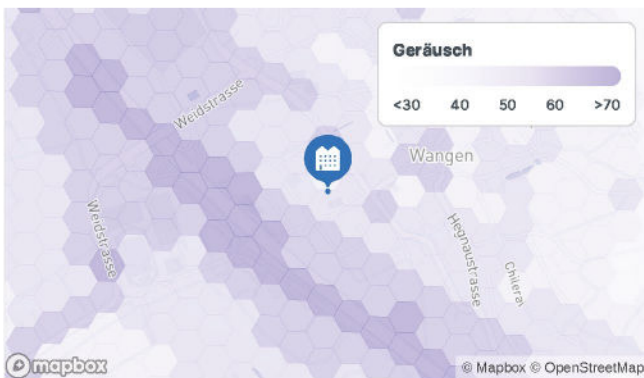 Geräusch
<30 40 50 60 >70
Weidstrasse
Wangen
Weidstrasse
Hegnaustrasse
Chilerai
mapbox
© Mapbox © OpenStreetMap